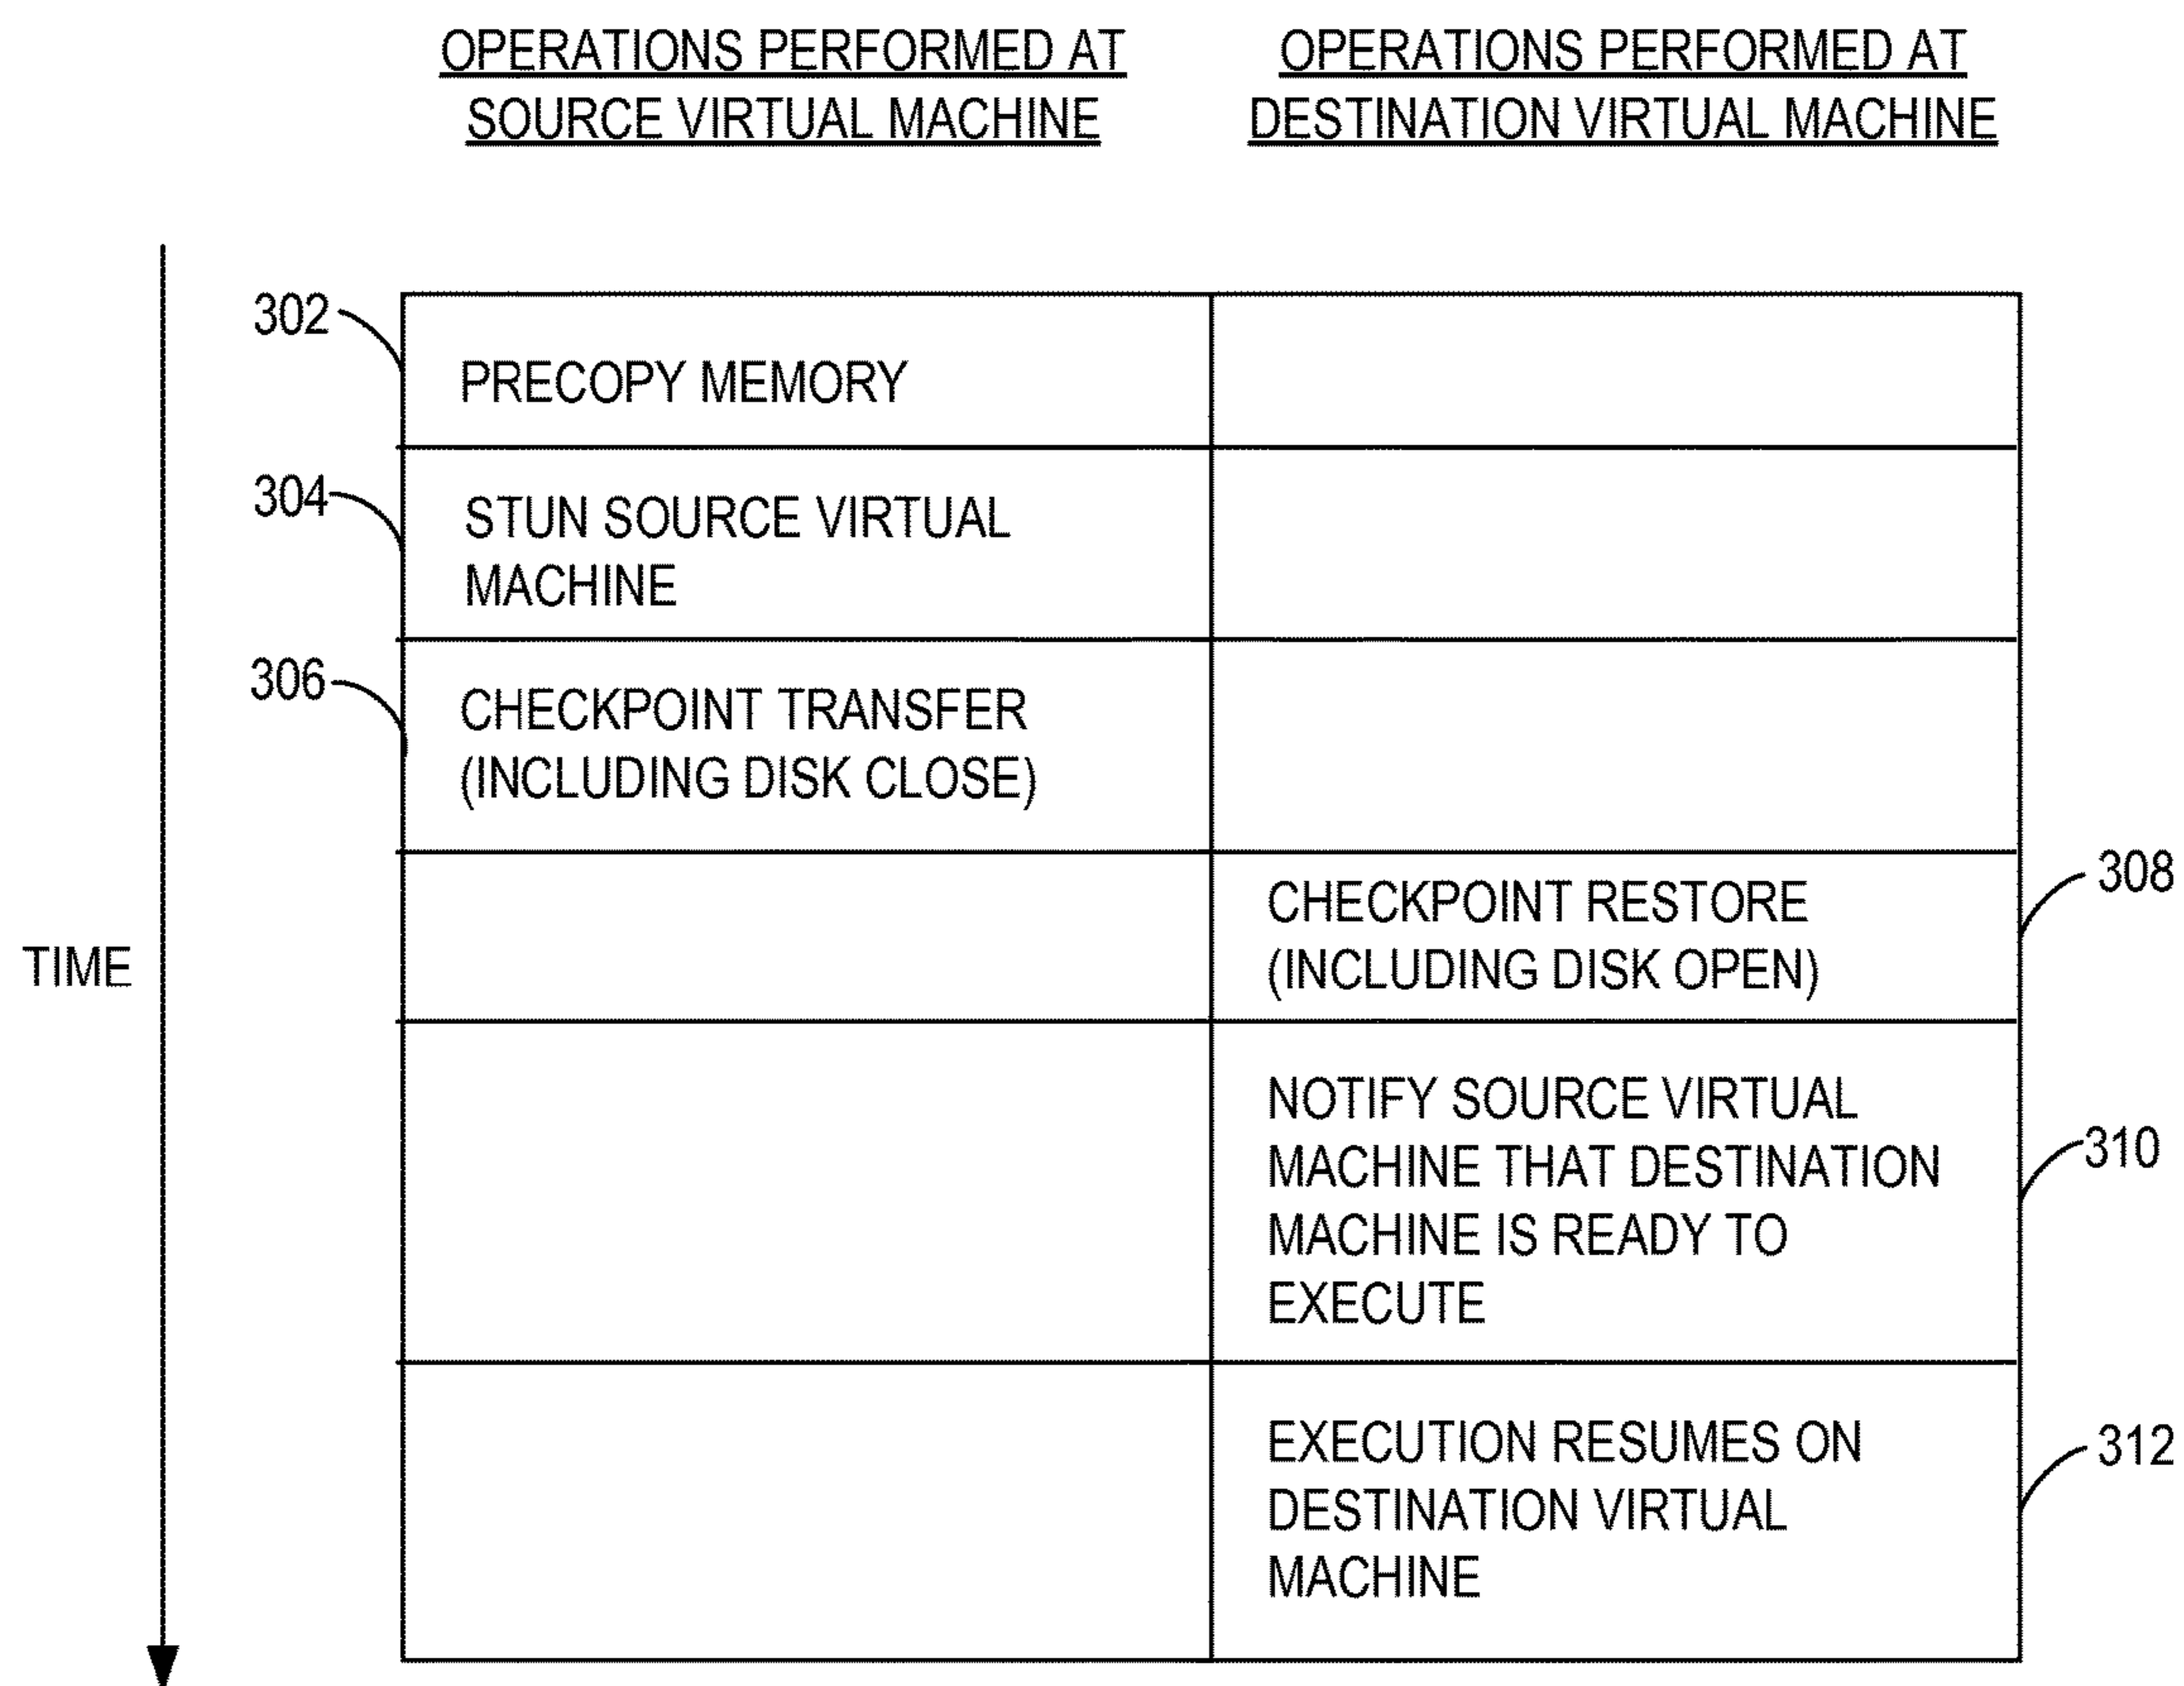 OPERATIONS PERFORMED AT
SOURCE VIRTUAL MACHINE
OPERATIONS PERFORMED AT
DESTINATION VIRTUAL MACHINE
302
PRECOPY MEMORY
304
STUN SOURCE VIRTUAL
MACHINE
306
CHECKPOINT TRANSFER
(INCLUDING DISK CLOSE)
TIME
CHECKPOINT RESTORE
(INCLUDING DISK OPEN)
308
NOTIFY SOURCE VIRTUAL
MACHINE THAT DESTINATION
MACHINE IS READY TO
EXECUTE
310
EXECUTION RESUMES ON
DESTINATION VIRTUAL
MACHINE
312